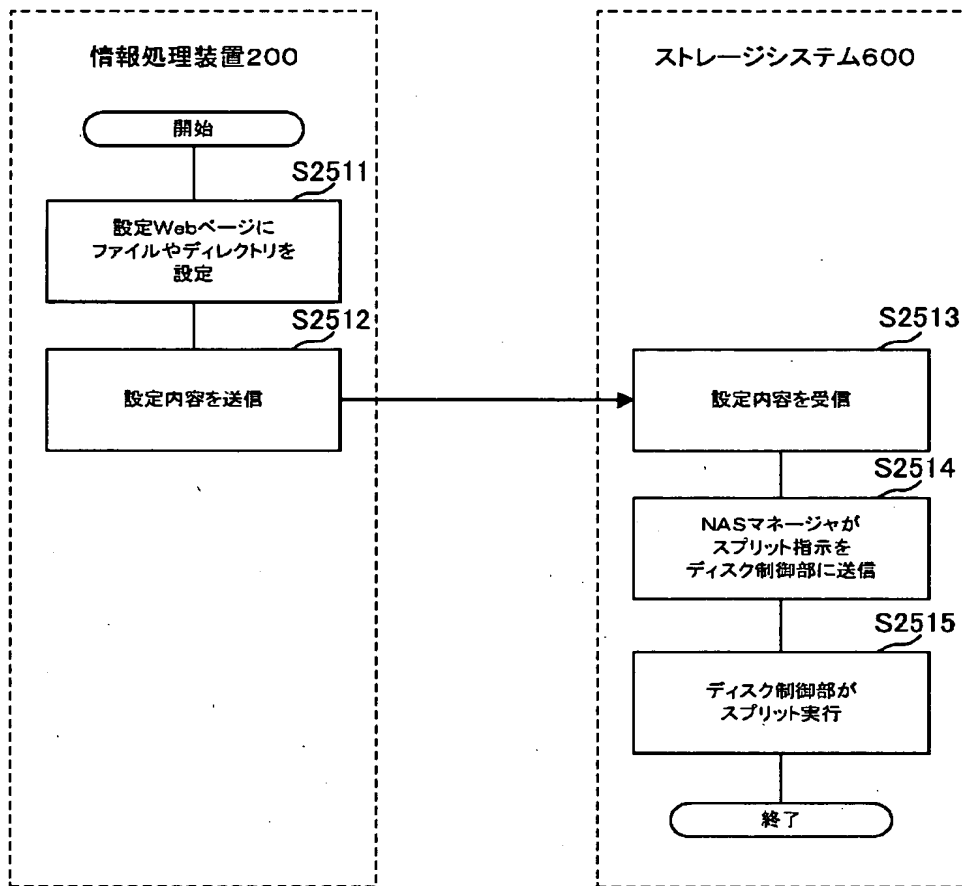 情報処理装置200
開始
S2511
設定Webページに
ファイルやディレクトリを
設定
S2512
設定内容を送信
ストレージシステム600
S2513
設定内容を受信
S2514
NASマネージャが
スプリット指示を
ディスク制御部に送信
S2515
ディスク制御部が
スプリット実行
終了